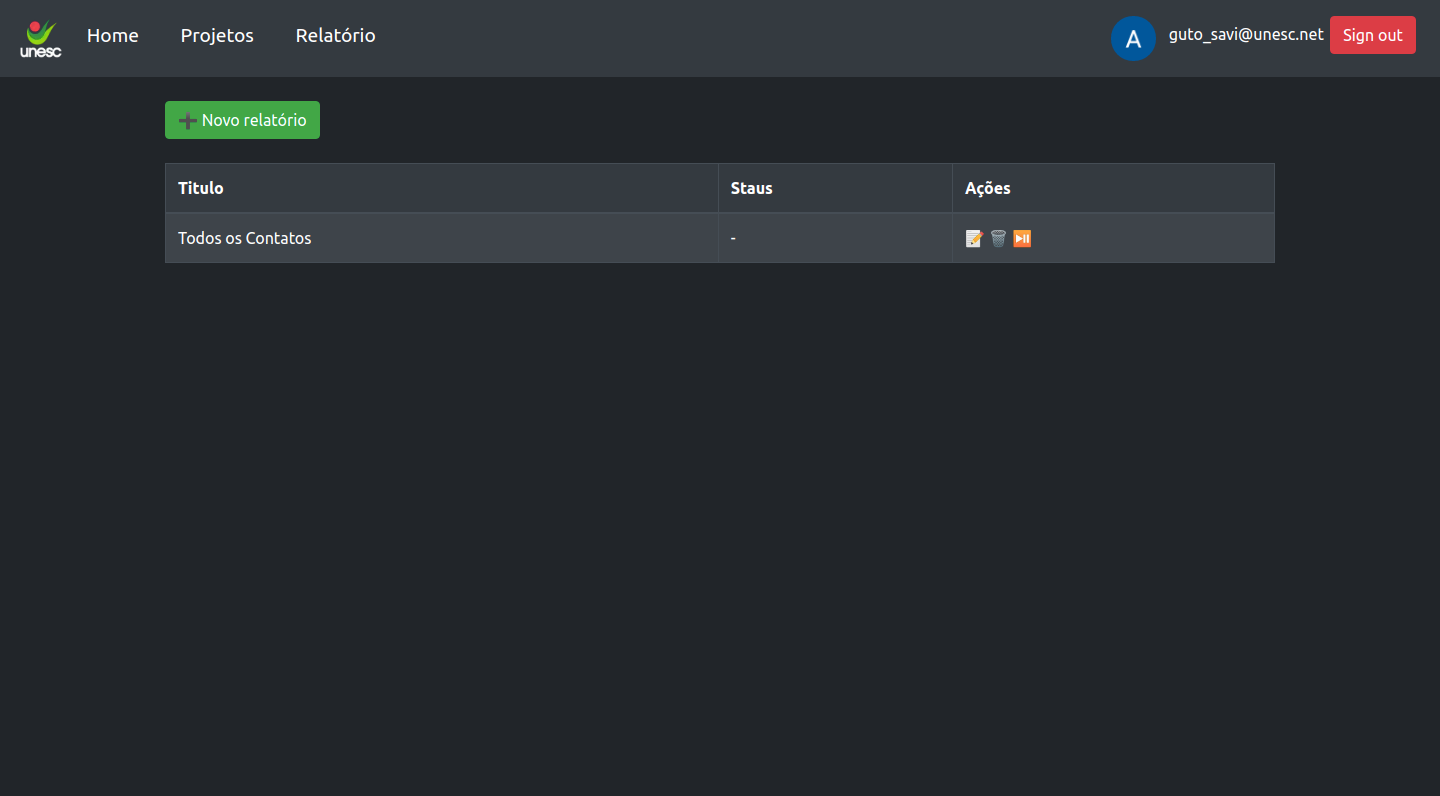 unesc
Home Projetos Relatório
A guto_savi@unesc.net Sign out
➕ Novo relatório
Titulo Staus Ações
Todos os Contatos - 📝 🗑️ ⏯️